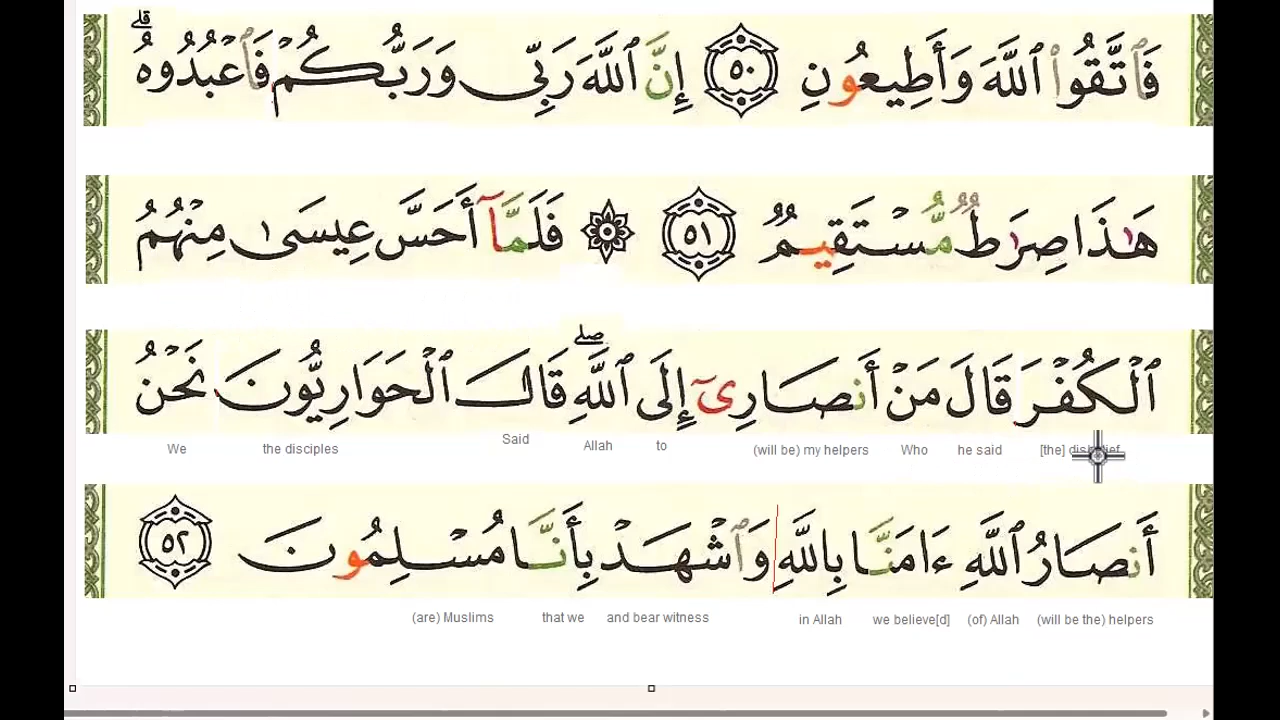 فَٱتَّقُوا۟ ٱللَّهَ وَأَطِيعُونِ ٥٠ إِنَّ ٱللَّهَ رَبِّى وَرَبُّكُمْ فَٱعْبُدُوهُ ۗ
هَـٰذَا صِرَٰطٌ مُّسْتَقِيمٌ ٥١ ۞ فَلَمَّآ أَحَسَّ عِيسَىٰ مِنْهُمُ
ٱلْكُفْرَ قَالَ مَنْ أَنصَارِىٓ إِلَى ٱللَّهِ ۖ قَالَ ٱلْحَوَارِيُّونَ نَحْنُ
We the disciples Said Allah to (will be) my helpers Who he said [the] disbelief
أَنصَارُ ٱللَّهِ ءَامَنَّا بِٱللَّهِ وَٱشْهَدْ بِأَنَّا مُسْلِمُونَ ٥٢
(are) Muslims that we and bear witness in Allah we believe[d] (of) Allah (will be the) helpers